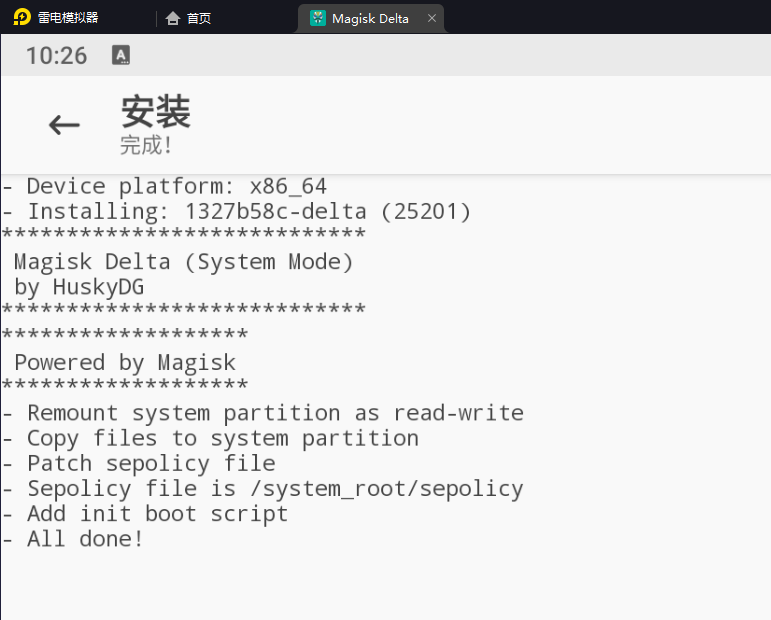 雷电模拟器
首页
Magisk Delta
10:26
A
安装
完成！
- Device platform: x86_64
- Installing: 1327b58c-delta (25201)
****************************
Magisk Delta (System Mode)
by HuskyDG
****************************
*******************
Powered by Magisk
*******************
- Remount system partition as read-write
- Copy files to system partition
- Patch sepolicy file
- Sepolicy file is /system_root/sepolicy
- Add init boot script
- All done!